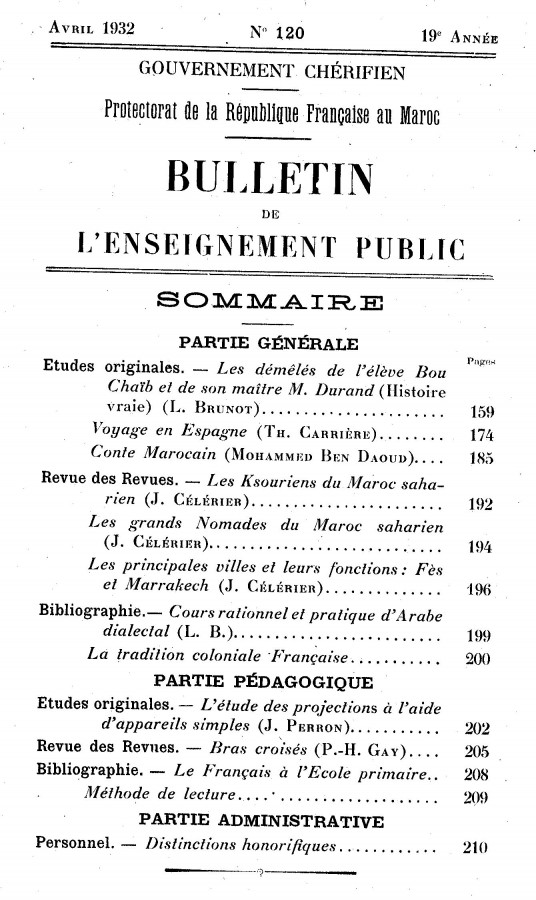 AVRIL 1932 N° 120 19e ANNÉE
GOUVERNEMENT CHÉRIFIEN
Protectorat de la République Française au Maroc
BULLETIN
DE
L'ENSEIGNEMENT PUBLIC
SOMMAIRE
PARTIE GÉNÉRALE
Pages
Etudes originales. — Les démêlés de l'élève Bou
Chaïb et de son maître M. Durand (Histoire
vraie) (L. BRUNOT)...................... 159
Voyage en Espagne (TH. CARRIÈRE)........ 174
Conte Marocain (MOHAMMED BEN DAOUD).... 185
Revue des Revues. — Les Ksouriens du Maroc saha-
rien (J. CÉLÉRIER)....................... 192
Les grands Nomades du Maroc saharien
(J. CÉLÉRIER)............................ 194
Les principales villes et leurs fonctions : Fès
et Marrakech (J. CÉLÉRIER).............. 196
Bibliographie.— Cours rationnel et pratique d'Arabe
dialectal (L. B.)......................... 199
La tradition coloniale Française........... 200
PARTIE PÉDAGOGIQUE
Etudes originales. — L'étude des projections à l'aide
d'appareils simples (J. PERRON)........... 202
Revue des Revues. — Bras croisés (P.-H. GAY).... 205
Bibliographie. — Le Français à l'Ecole primaire.. 208
Méthode de lecture........................ 209
PARTIE ADMINISTRATIVE
Personnel. — Distinctions honorifiques............ 210